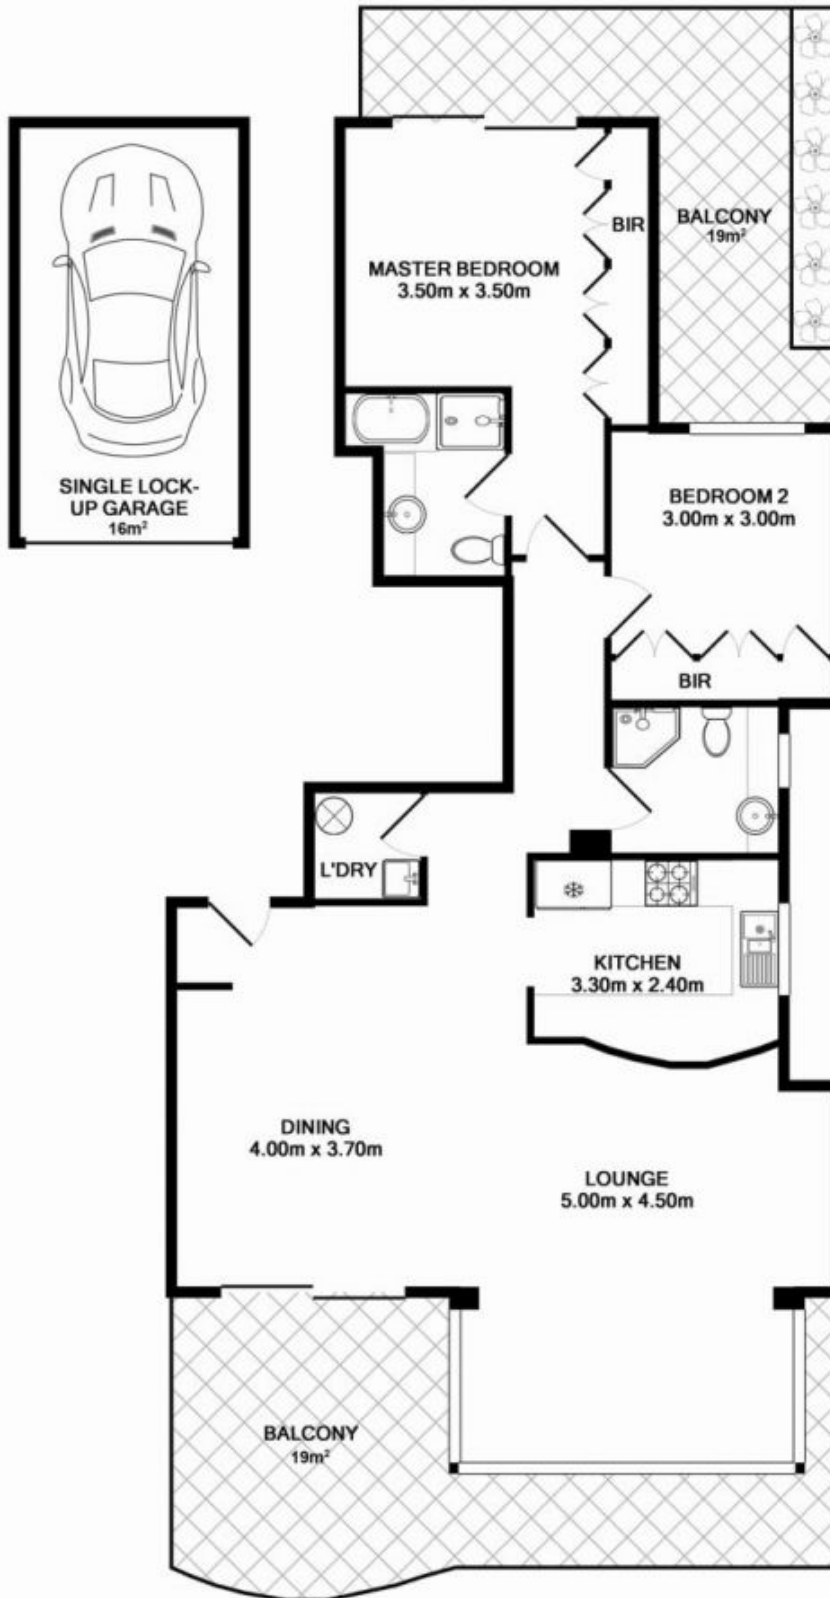 BIR
BALCONY
19m²
MASTER BEDROOM
3.50m x 3.50m
SINGLE LOCK-
UP GARAGE
16m²
BEDROOM 2
3.00m x 3.00m
BIR
L'DRY
KITCHEN
3.30m x 2.40m
DINING
4.00m x 3.70m
LOUNGE
5.00m x 4.50m
BALCONY
19m²